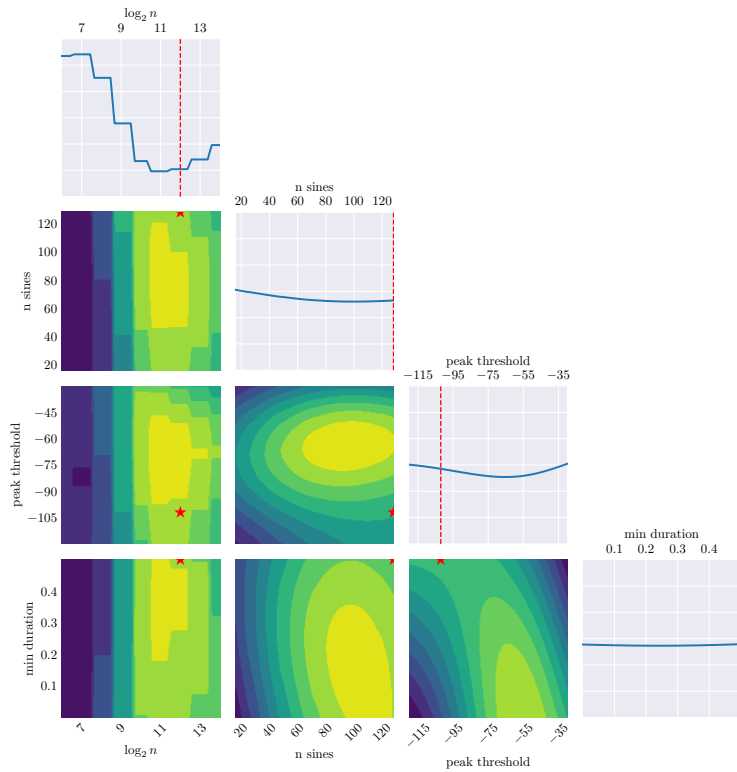 log₂ n
7 9 11 13
n sines
20 40 60 80 100 120
120
100
80
60
40
20
n sines
peak threshold
−115 −95 −75 −55 −35
−45
−60
−75
−90
−105
peak threshold
min duration
0.1 0.2 0.3 0.4
0.4
0.3
0.2
0.1
min duration
7 9 11 13
20 40 60 80 100 120
−115 −95 −75 −55 −35
log₂ n
n sines
peak threshold